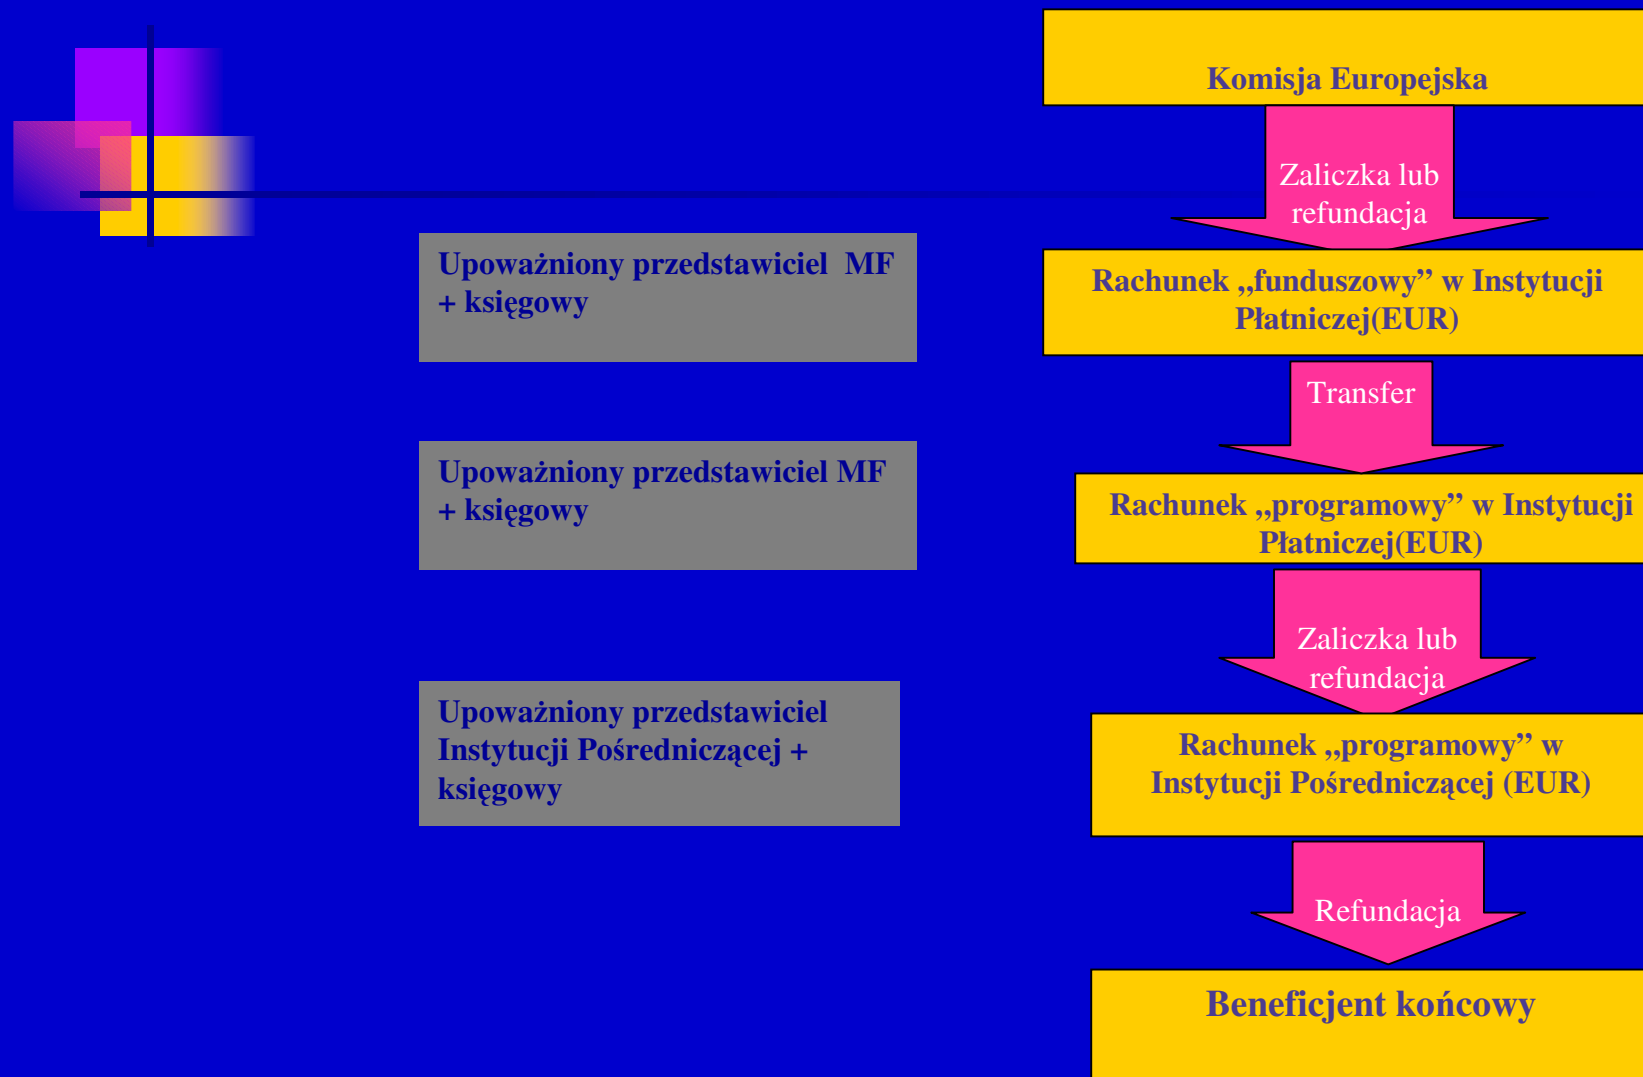 Komisja Europejska
Zaliczka lub
refundacja
Upoważniony przedstawiciel  MF
+ księgowy
Rachunek „funduszowy” w Instytucji
Płatniczej(EUR)
Transfer
Upoważniony przedstawiciel MF
+ księgowy
Rachunek „programowy” w Instytucji
Płatniczej(EUR)
Zaliczka lub
refundacja
Upoważniony przedstawiciel
Instytucji Pośredniczącej +
księgowy
Rachunek „programowy” w
Instytucji Pośredniczącej (EUR)
Refundacja
Beneficjent końcowy